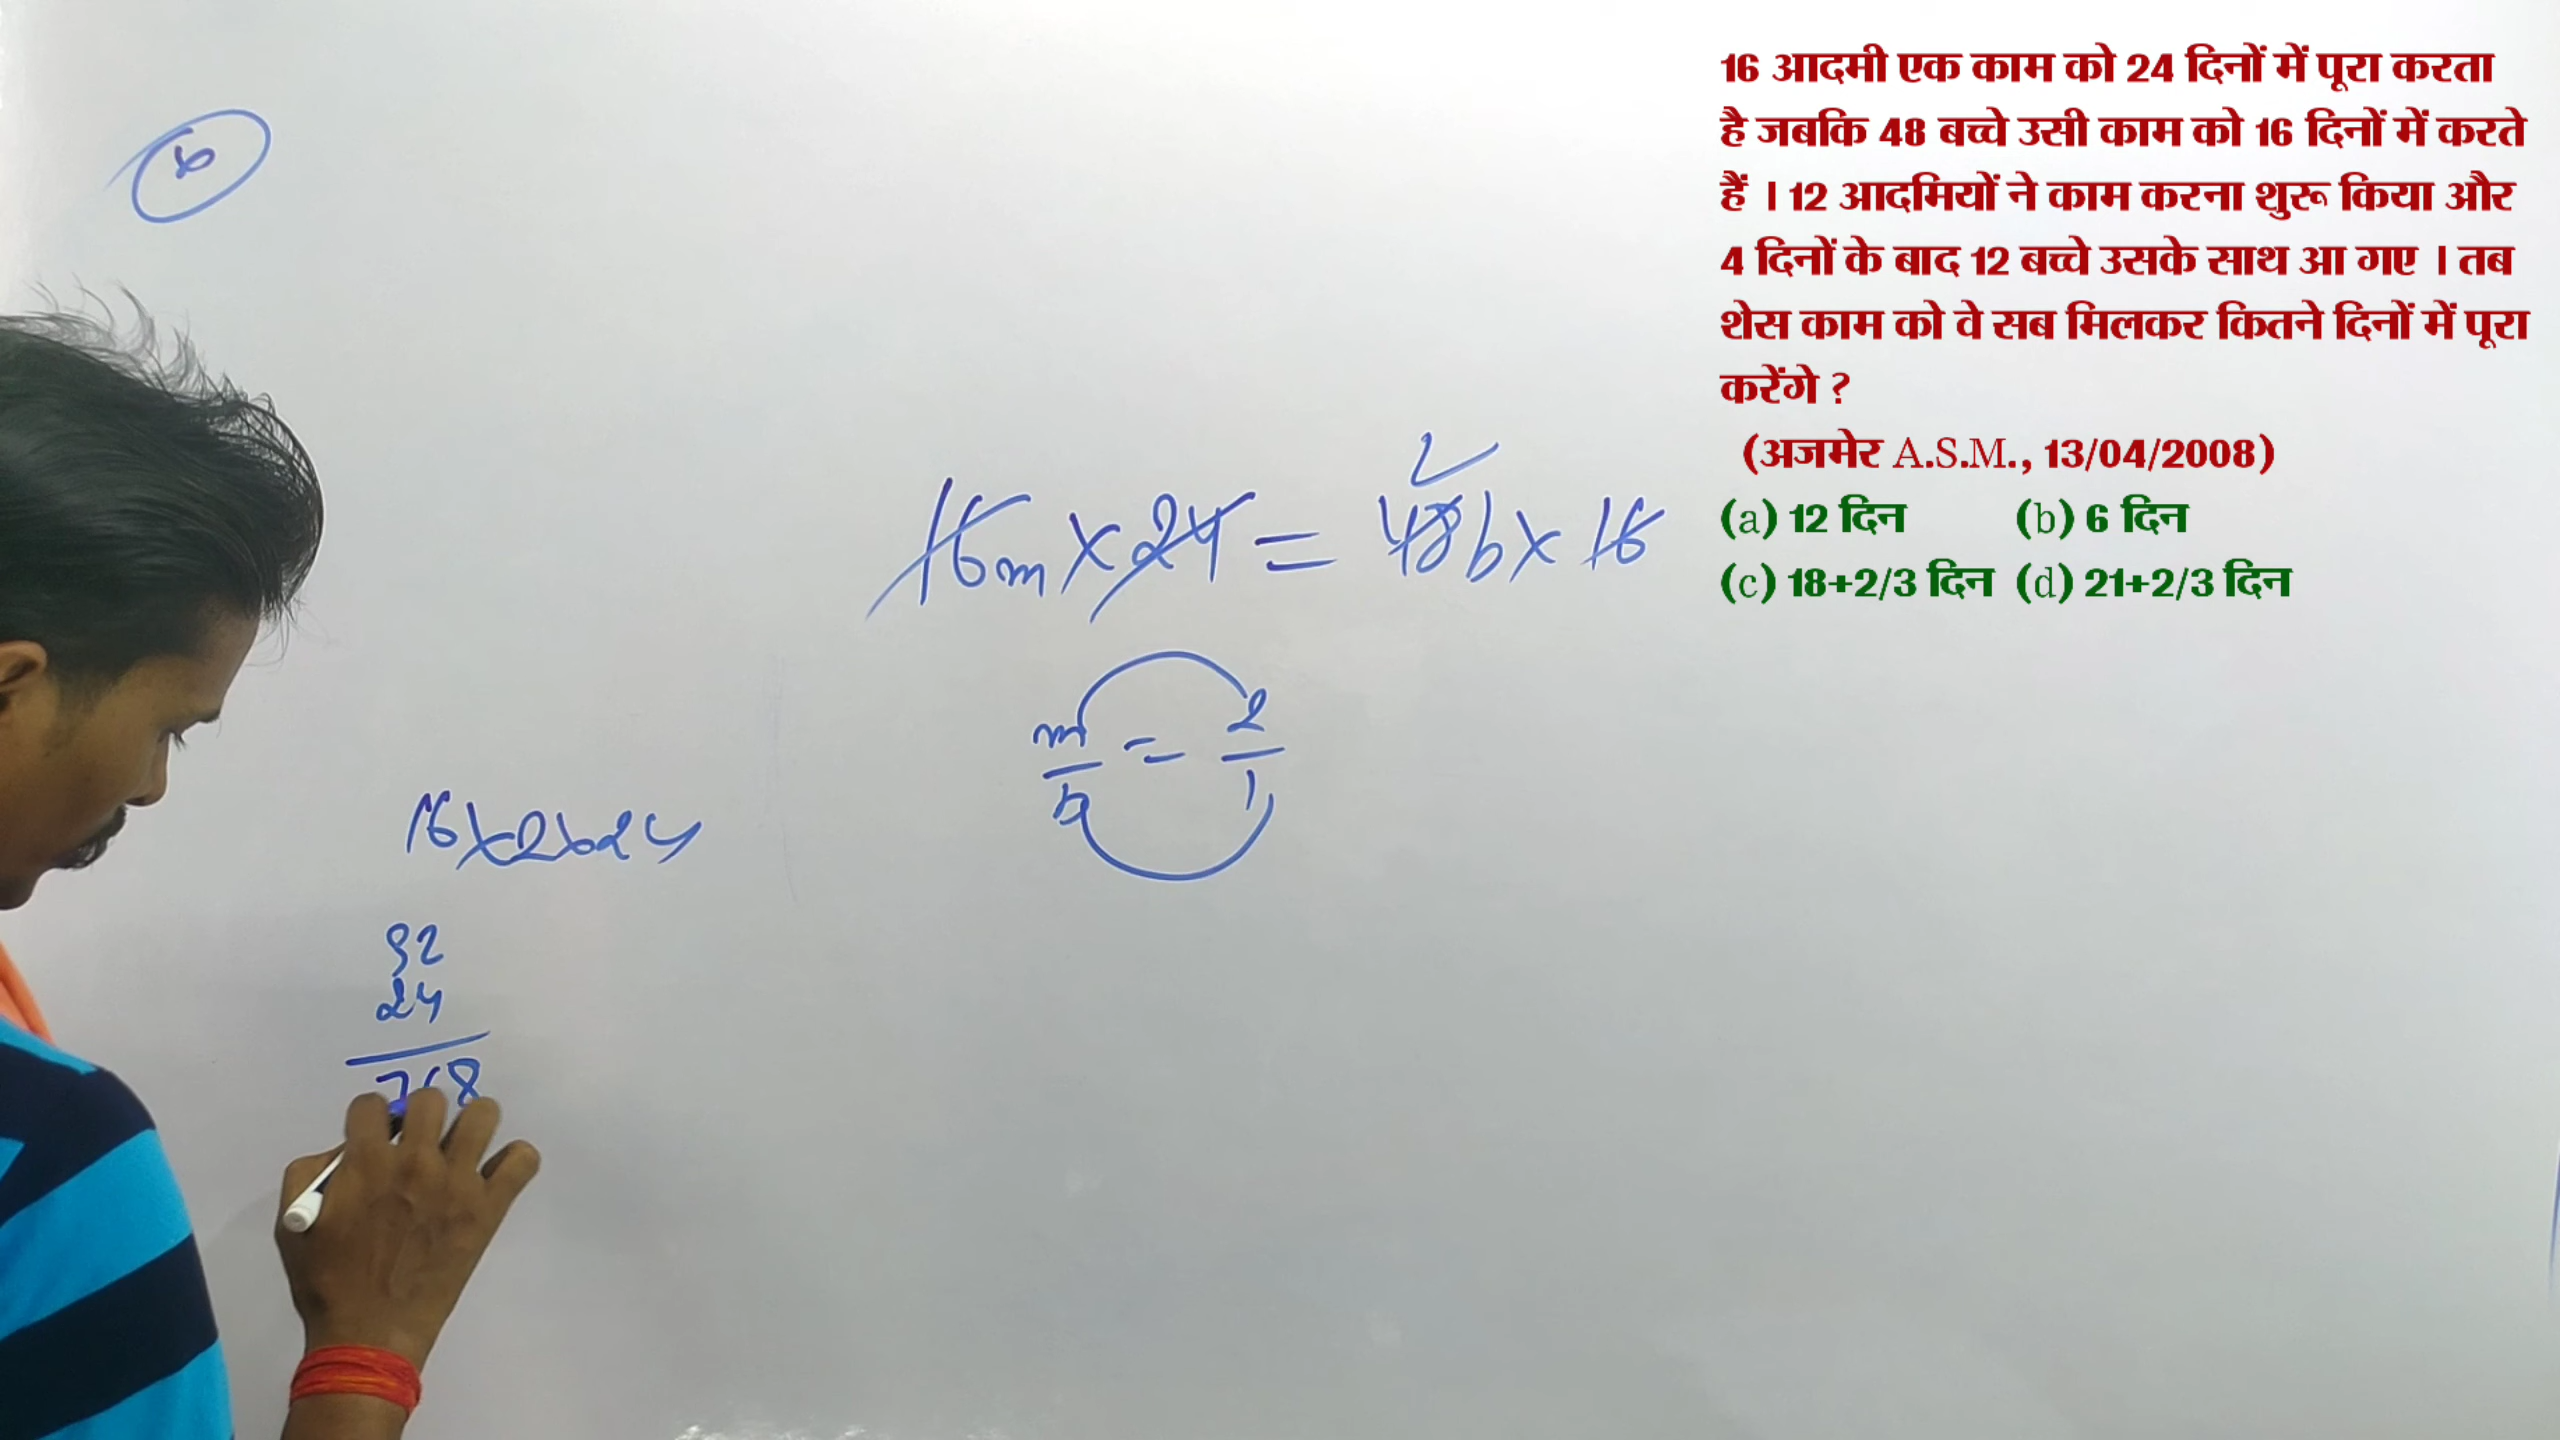 16 आदमी एक काम को 24 दिनों में पूरा करता
है जबकि 48 बच्चे उसी काम को 16 दिनों में करते
हैं । 12 आदमियों ने काम करना शुरू किया और
4 दिनों के बाद 12 बच्चे उसके साथ आ गए । तब
शेस काम को वे सब मिलकर कितने दिनों में पूरा
करेंगे ?
(अजमेर A.S.M., 13/04/2008)
(a) 12 दिन (b) 6 दिन
(c) 18+2/3 दिन (d) 21+2/3 दिन
16m x 24 = 48b x 16
2
m/b = 2/1
16x2x24
32
24
768